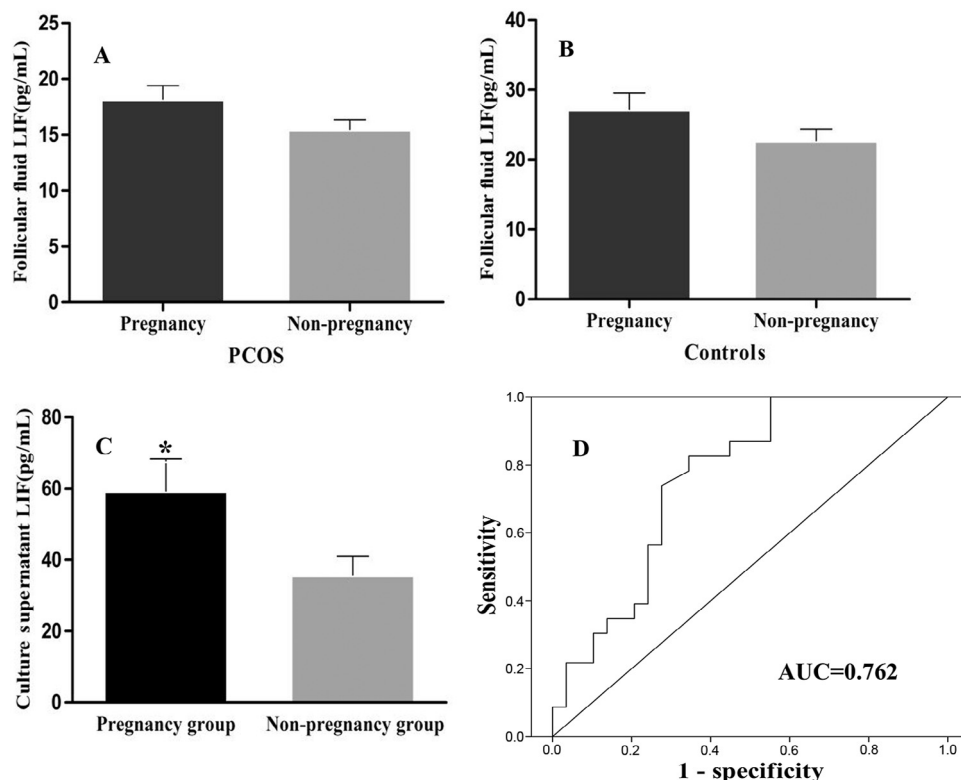 A
Follicular fluid LIF(pg/mL)
25
20
15
10
5
0
Pregnancy
Non-pregnancy
PCOS
B
Follicular fluid LIF(pg/mL)
40
30
20
10
0
Pregnancy
Non-pregnancy
Controls
C
Culture supernatant LIF(pg/mL)
80
60
40
20
0
*
Pregnancy group
Non-pregnancy group
D
Sensitivity
1.0
0.8
0.6
0.4
0.2
0.0
AUC=0.762
0.0
0.2
0.4
0.6
0.8
1.0
1 - specificity